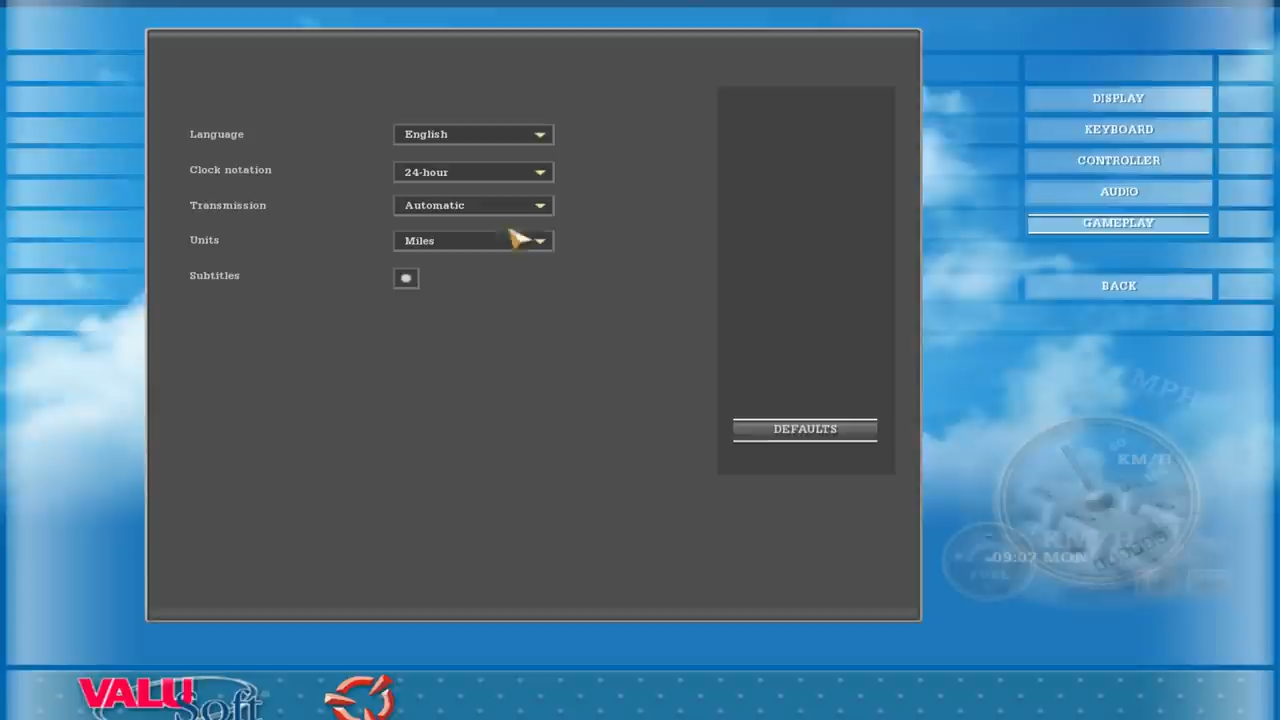 Language
English
Clock notation
24-hour
Transmission
Automatic
Units
Miles
Subtitles
DEFAULTS
DISPLAY
KEYBOARD
CONTROLLER
AUDIO
GAMEPLAY
BACK
MPH
KM/H
KM/H
09:07 MON
FUEL
VALU
Soft